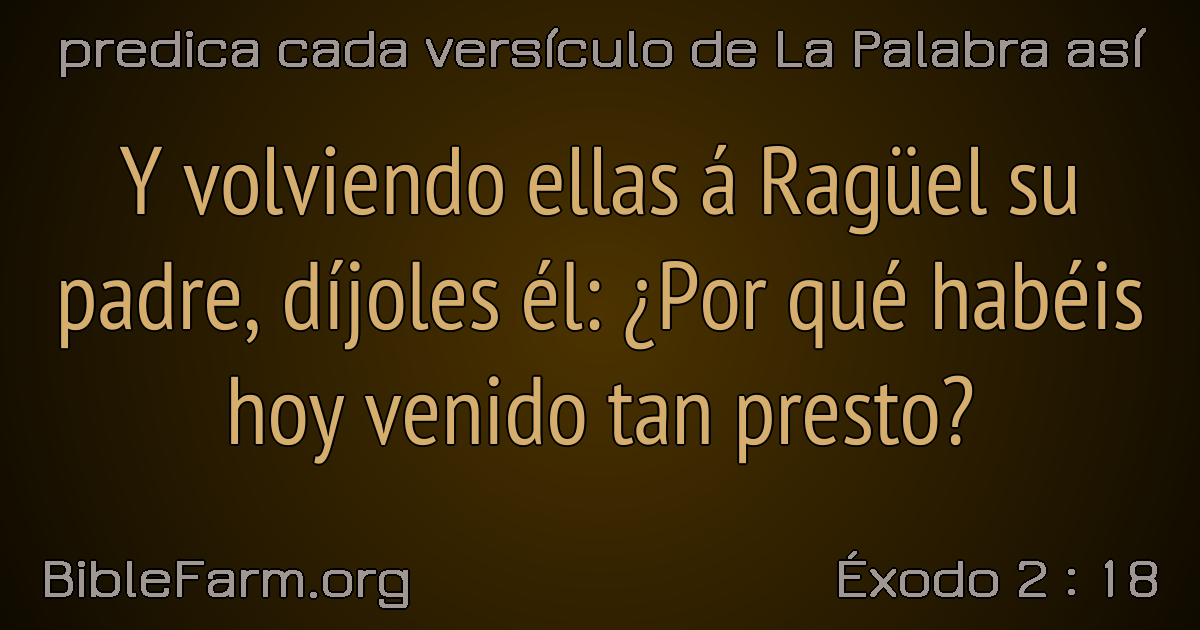 predica cada versículo de La Palabra así
Y volviendo ellas á Ragüel su
padre, díjoles él: ¿Por qué habéis
hoy venido tan presto?
BibleFarm.org
Éxodo 2 : 18